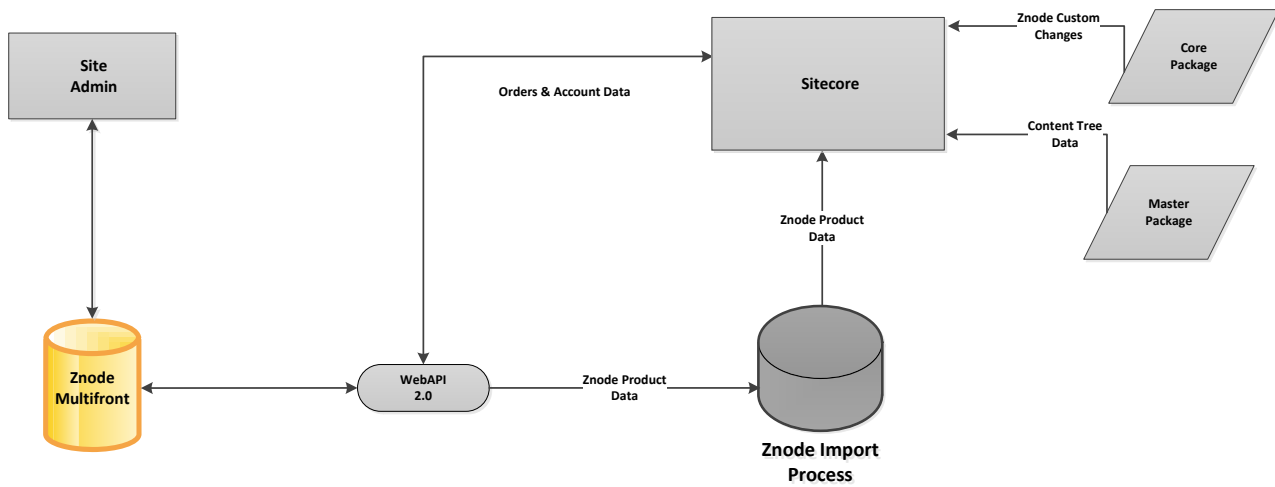 Znode Custom
Changes
Core
Package
Site
Admin
Sitecore
Orders & Account Data
Content Tree
Data
Master
Package
Znode Product
Data
Znode
Multifront
WebAPI
2.0
Znode Product
Data
Znode Import
Process